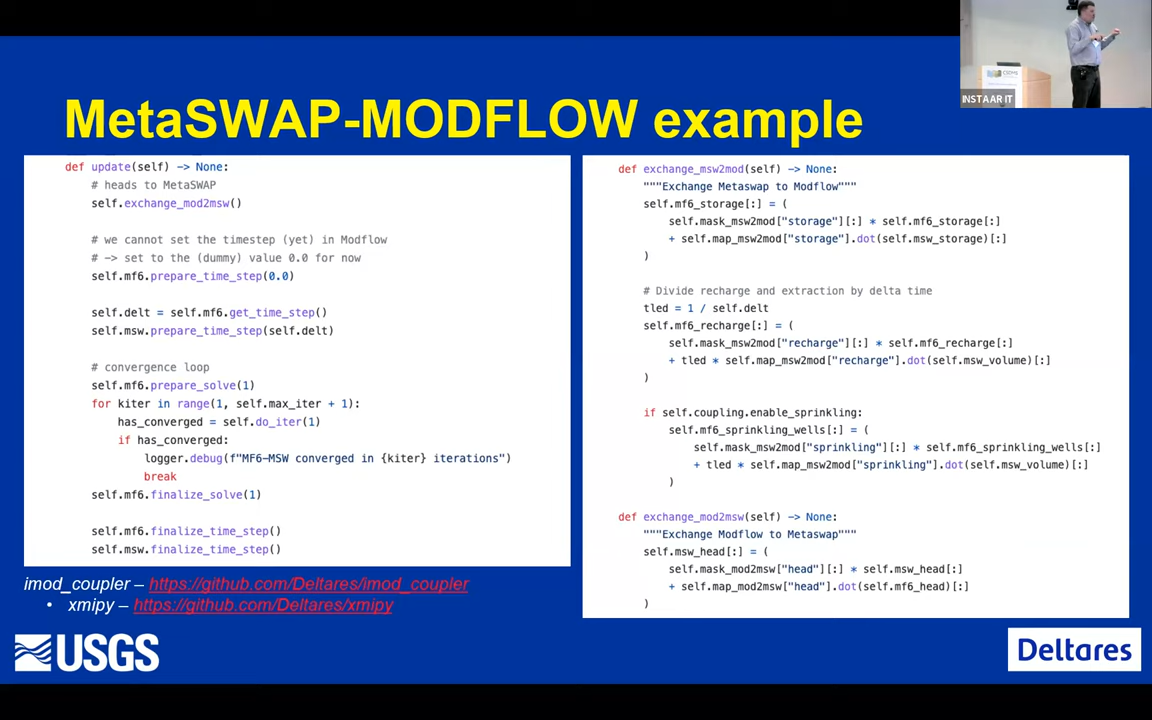 MetaSWAP-MODFLOW example
INSTAAR IT
def update(self) -> None:
# heads to MetaSWAP
self.exchange_mod2msw()
# we cannot set the timestep (yet) in Modflow
# -> set to the (dummy) value 0.0 for now
self.mf6.prepare_time_step(0.0)
self.delt = self.mf6.get_time_step()
self.msw.prepare_time_step(self.delt)
# convergence loop
self.mf6.prepare_solve(1)
for kiter in range(1, self.max_iter + 1):
has_converged = self.do_iter(1)
if has_converged:
logger.debug(f"MF6-MSW converged in {kiter} iterations")
break
self.mf6.finalize_solve(1)
self.mf6.finalize_time_step()
self.msw.finalize_time_step()
def exchange_msw2mod(self) -> None:
"""Exchange Metaswap to Modflow"""
self.mf6_storage[:] = (
self.mask_msw2mod["storage"][:] * self.mf6_storage[:]
+ self.map_msw2mod["storage"].dot(self.msw_storage)[:]
)
# Divide recharge and extraction by delta time
tled = 1 / self.delt
self.mf6_recharge[:] = (
self.mask_msw2mod["recharge"][:] * self.mf6_recharge[:]
+ tled * self.map_msw2mod["recharge"].dot(self.msw_volume)[:]
)
if self.coupling.enable_sprinkling:
self.mf6_sprinkling_wells[:] = (
self.mask_msw2mod["sprinkling"][:] * self.mf6_sprinkling_wells[:]
+ tled * self.map_msw2mod["sprinkling"].dot(self.msw_volume)[:]
)
def exchange_mod2msw(self) -> None:
"""Exchange Modflow to Metaswap"""
self.msw_head[:] = (
self.mask_mod2msw["head"][:] * self.msw_head[:]
+ self.map_mod2msw["head"].dot(self.mf6_head)[:]
)
imod_coupler – https://github.com/Deltares/imod_coupler
• xmipy – https://github.com/Deltares/xmipy
USGS
Deltares